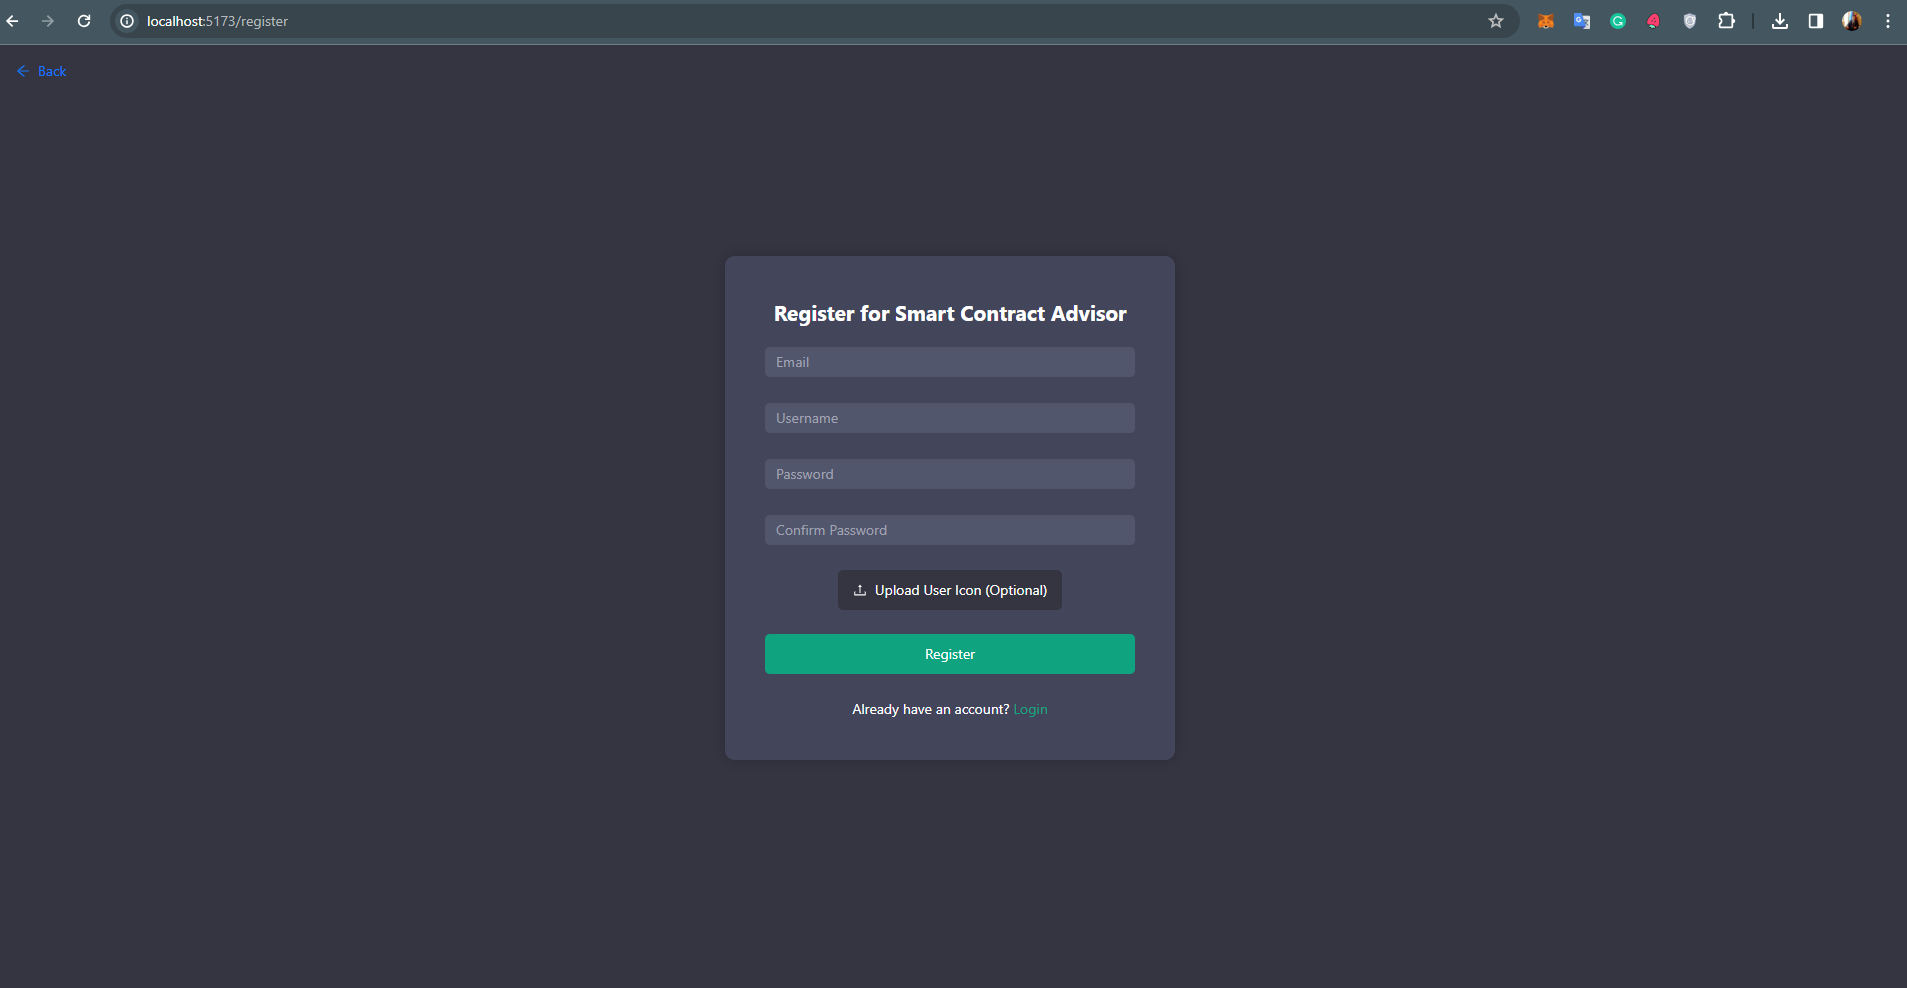 localhost:5173/register
Back
Register for Smart Contract Advisor
Email
Username
Password
Confirm Password
Upload User Icon (Optional)
Register
Already have an account? Login